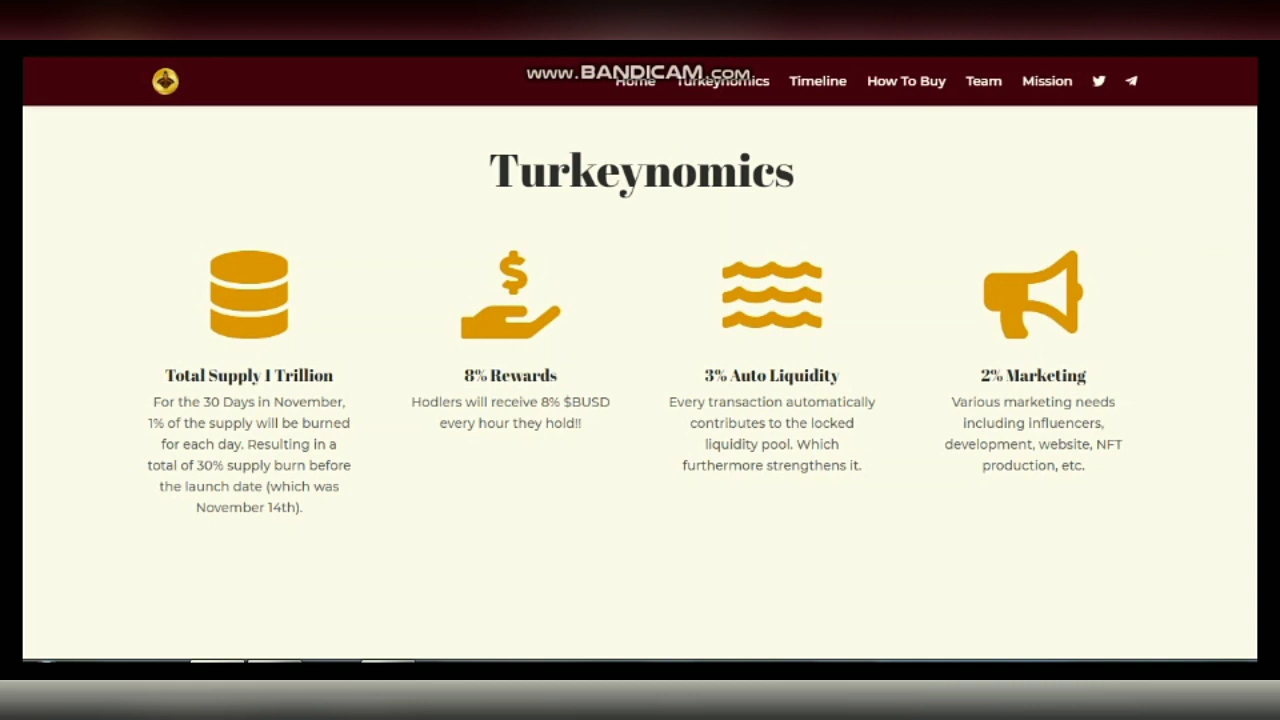 www.BANDICAM.com
Home Turkeynomics Timeline How To Buy Team Mission
Turkeynomics
Total Supply 1 Trillion
For the 30 Days in November,
1% of the supply will be burned
for each day. Resulting in a
total of 30% supply burn before
the launch date (which was
November 14th).
8% Rewards
Hodlers will receive 8% $BUSD
every hour they hold!!
3% Auto Liquidity
Every transaction automatically
contributes to the locked
liquidity pool. Which
furthermore strengthens it.
2% Marketing
Various marketing needs
including influencers,
development, website, NFT
production, etc.